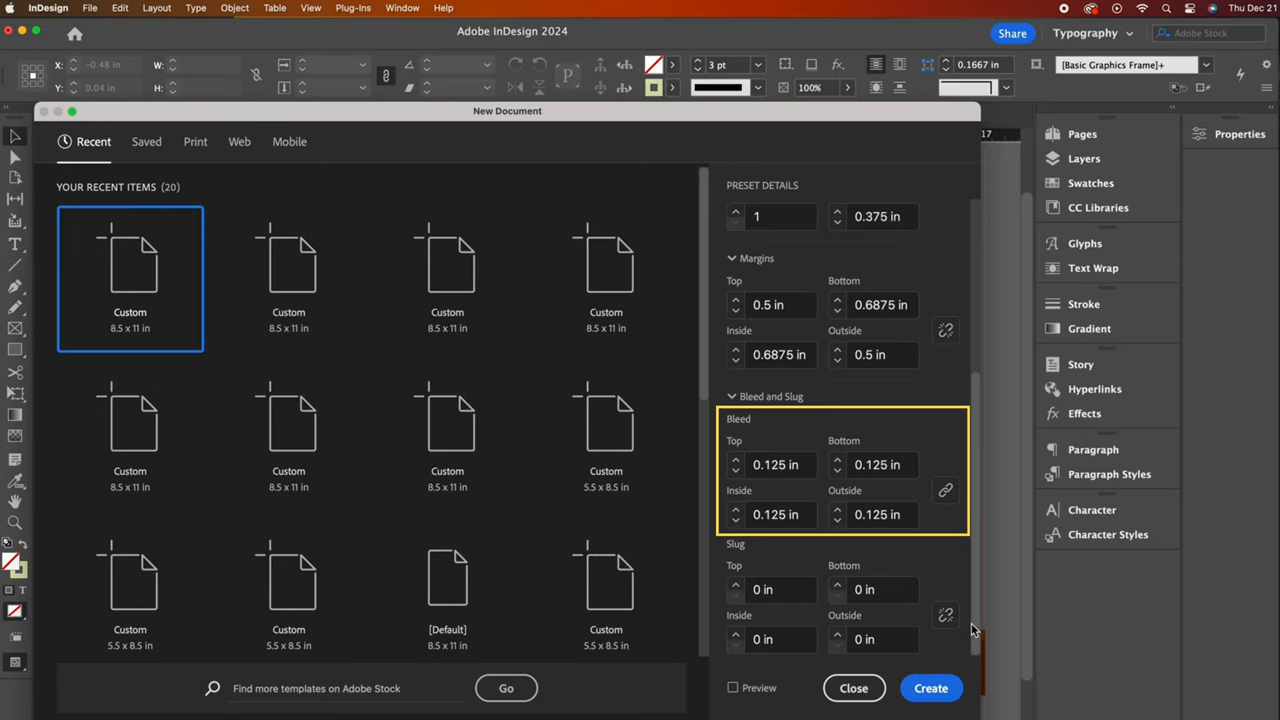 InDesign File Edit Layout Type Object Table View Plug-Ins Window Help Thu Dec 21
Adobe InDesign 2024
Share Typography Adobe Stock
X: -0.48 in W: 3 pt 0.1667 in [Basic Graphics Frame]+
Y: 0.04 in H: P fx. 100%
New Document
17
Recent Saved Print Web Mobile
YOUR RECENT ITEMS (20)
Custom
8.5 x 11 in
Custom
8.5 x 11 in
Custom
8.5 x 11 in
Custom
8.5 x 11 in
Custom
8.5 x 11 in
Custom
8.5 x 11 in
Custom
8.5 x 11 in
Custom
5.5 x 8.5 in
Custom
5.5 x 8.5 in
Custom
5.5 x 8.5 in
[Default]
8.5 x 11 in
Custom
5.5 x 8.5 in
Find more templates on Adobe Stock Go
PRESET DETAILS
1 0.375 in
Margins
Top Bottom
0.5 in 0.6875 in
Inside Outside
0.6875 in 0.5 in
Bleed and Slug
Bleed
Top Bottom
0.125 in 0.125 in
Inside Outside
0.125 in 0.125 in
Slug
Top Bottom
0 in 0 in
Inside Outside
0 in 0 in
Preview Close Create
Pages
Layers
Swatches
CC Libraries
Glyphs
Text Wrap
Stroke
Gradient
Story
Hyperlinks
Effects
Paragraph
Paragraph Styles
Character
Character Styles
Properties